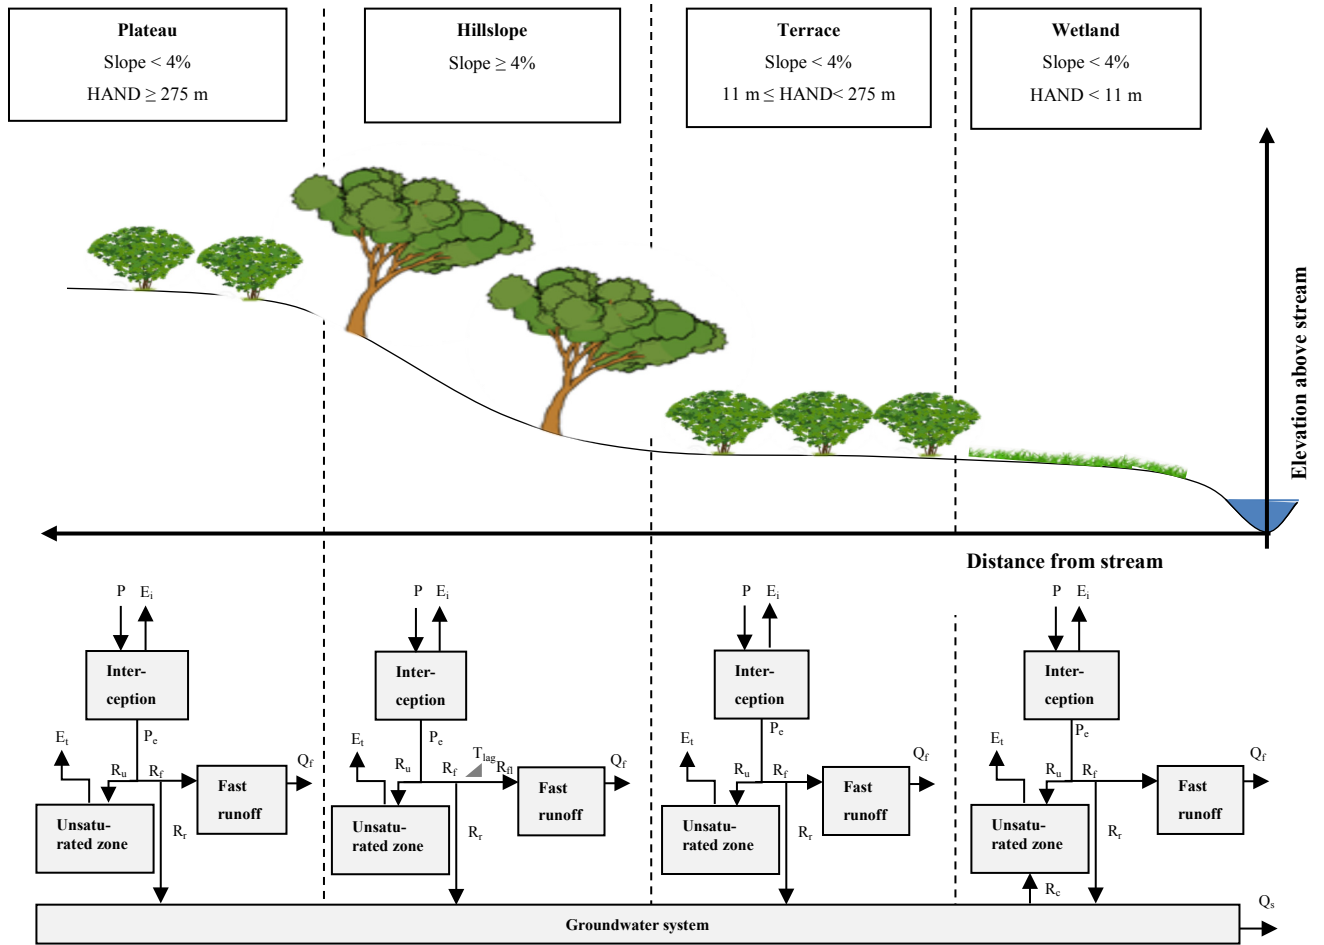 Plateau
Slope < 4%
HAND ≥ 275 m
Hillslope
Slope ≥ 4%
Terrace
Slope < 4%
11 m ≤ HAND< 275 m
Wetland
Slope < 4%
HAND < 11 m
Elevation above stream
Distance from stream
P Ei
Inter-
ception
Pe
Et
Ru Rf
Qf
Fast
runoff
Unsatu-
rated zone
Rr
P Ei
Inter-
ception
Pe
Et
Ru Rf
Tlag
Rfl
Qf
Fast
runoff
Unsatu-
rated zone
Rr
P Ei
Inter-
ception
Pe
Et
Ru Rf
Qf
Fast
runoff
Unsatu-
rated zone
Rr
P Ei
Inter-
ception
Pe
Et
Ru Rf
Qf
Fast
runoff
Unsatu-
rated zone
Rr
Rc
Groundwater system
Qs